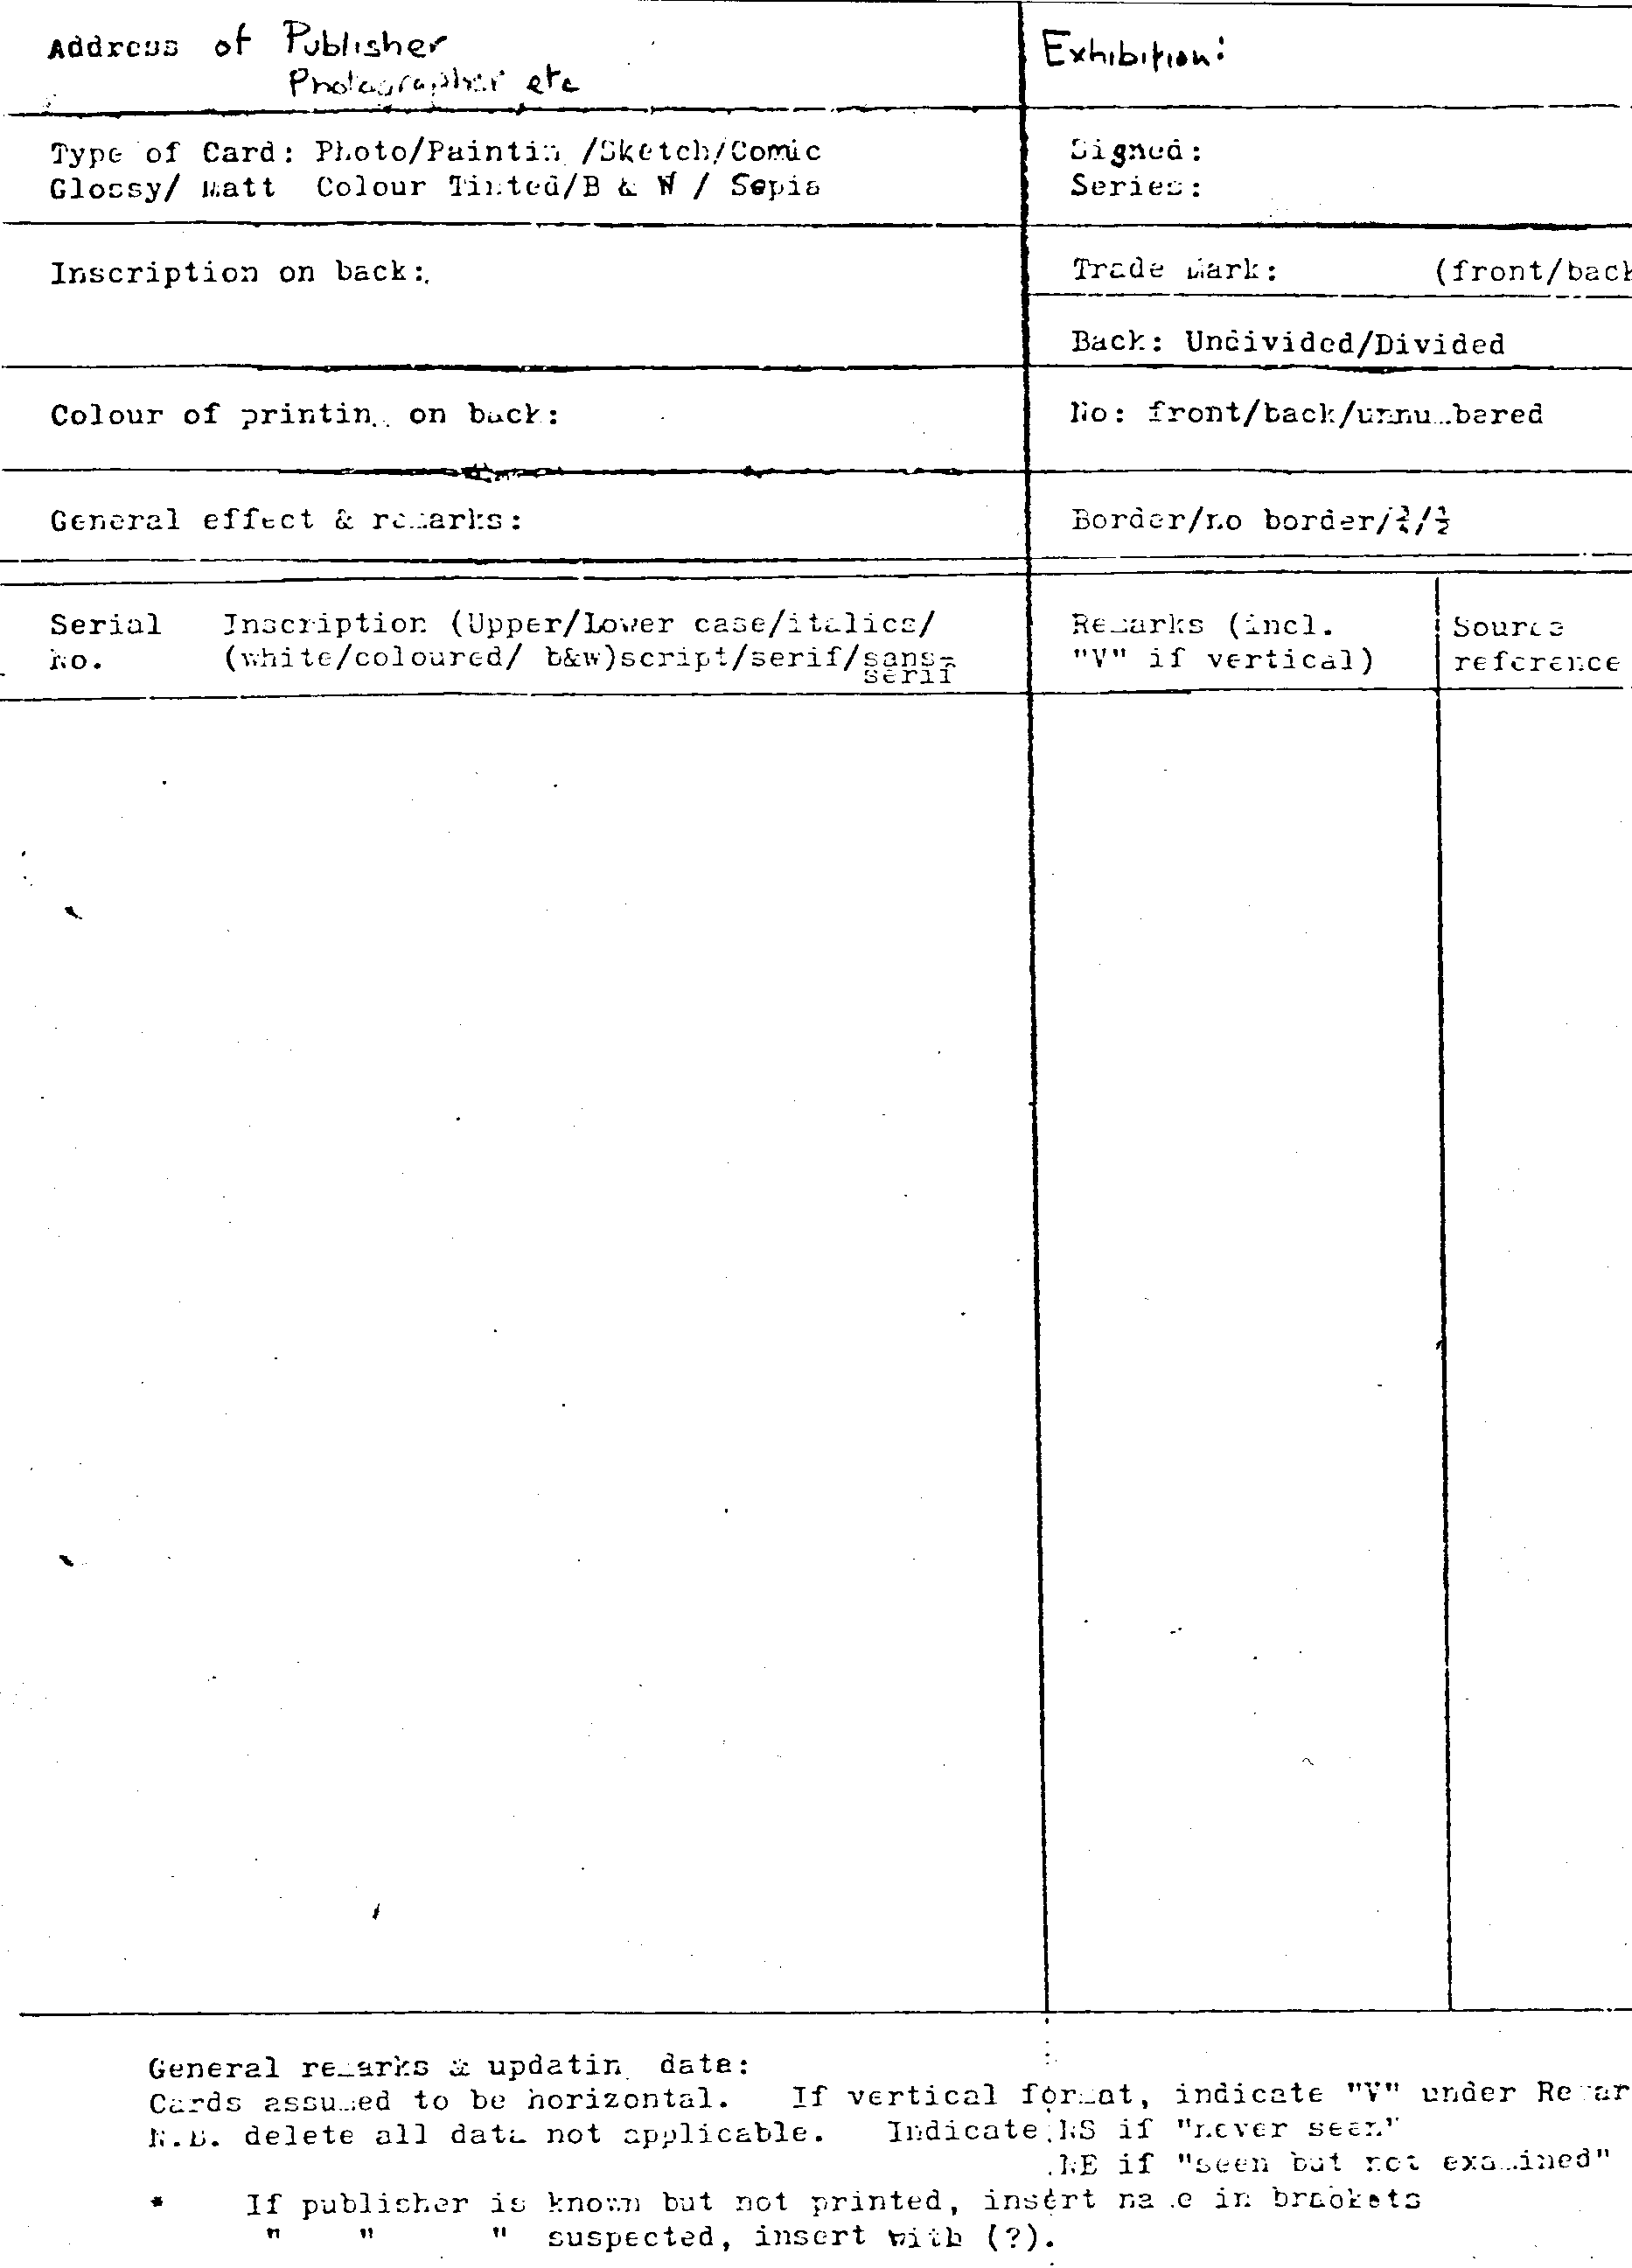 Address of Publisher
Photographer etc
Exhibition:
Type of Card: Photo/Painting /Sketch/Comic
Glossy/ Matt Colour Tinted/B & W / Sepia
Signed:
Series:
Inscription on back:
Trade Mark: (front/back
Back: Undivided/Divided
Colour of printing on back:
No: front/back/unnumbered
General effect & remarks:
Border/no border/¾/½
Serial
No.
Inscription (Upper/lower case/italics/
(white/coloured/ b&w)script/serif/sans-
serif
Remarks (incl.
"V" if vertical)
Source
reference
General remarks & updating date:
Cards assumed to be horizontal. If vertical format, indicate "V" under Remar
N.B. delete all data not applicable. Indicate NS if "never seen"
NE if "seen but not examined"
* If publisher is known but not printed, insert name in brackets
" " " suspected, insert with (?).